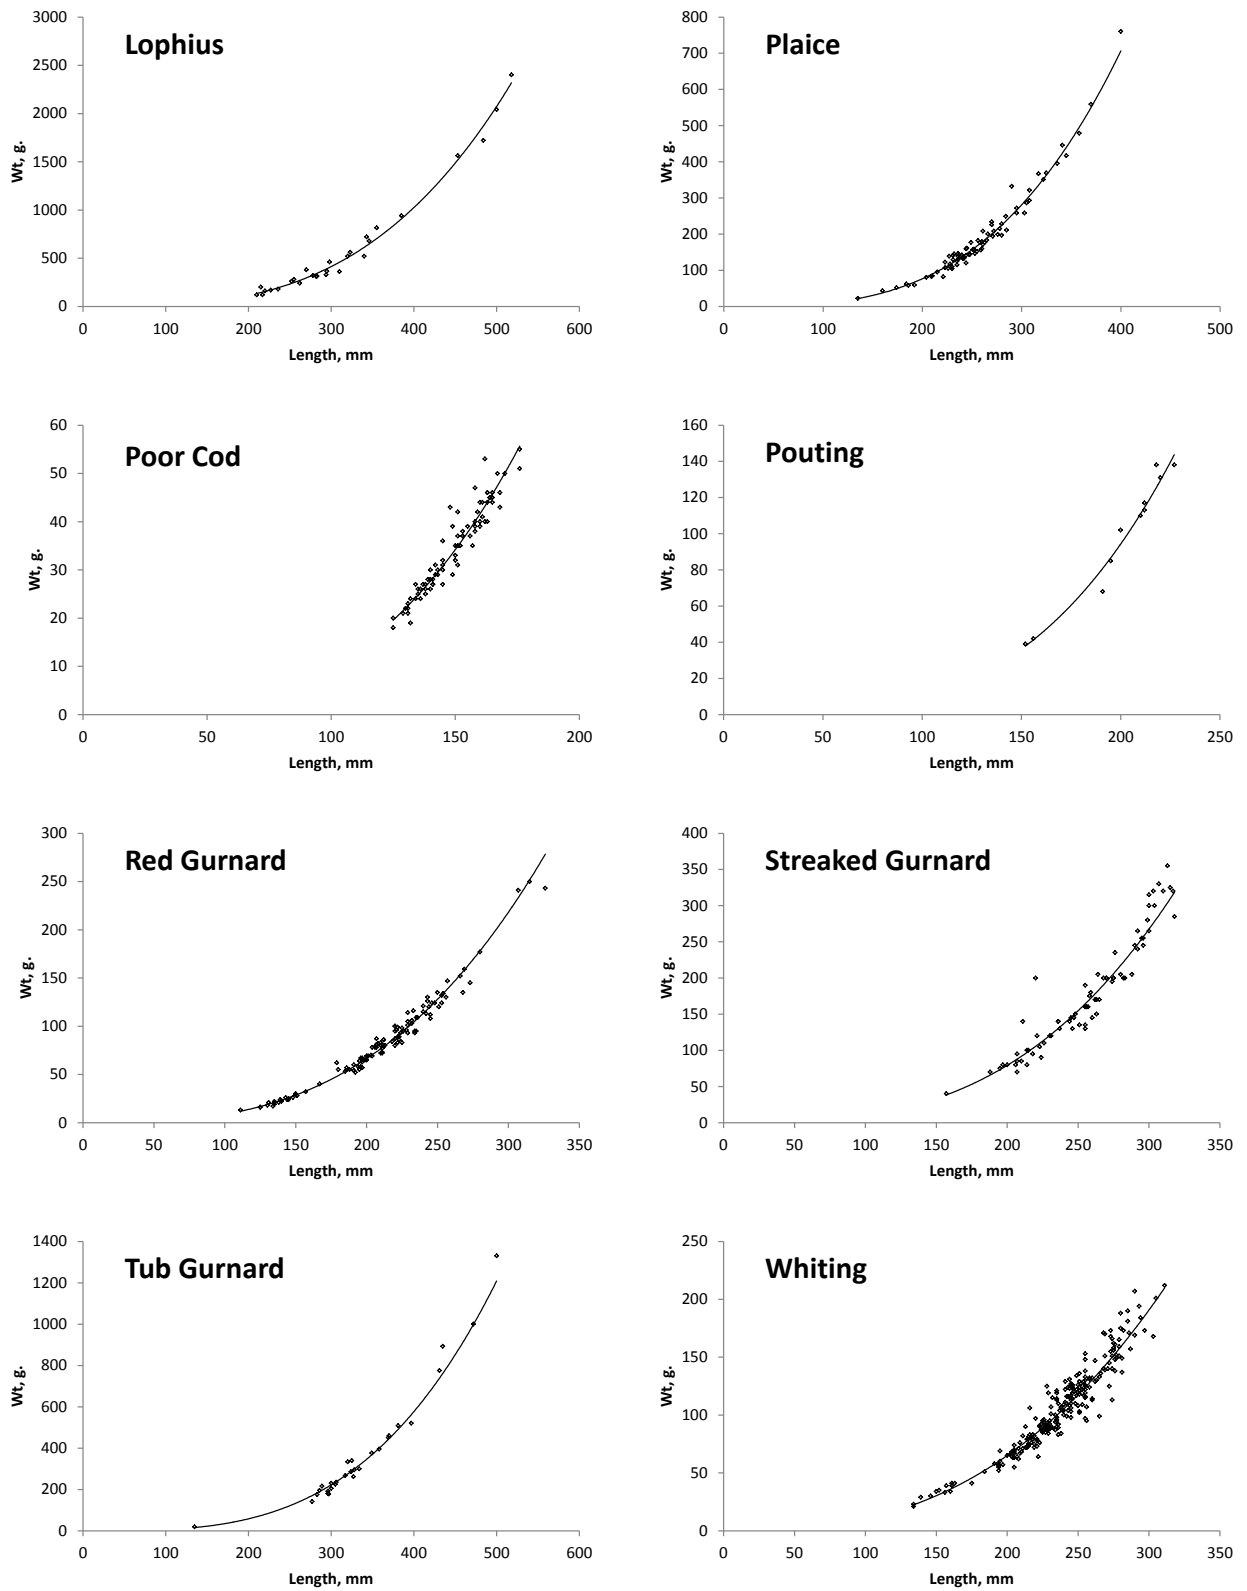 Lophius
Wt, g.
3000
2500
2000
1500
1000
500
0
0 100 200 300 400 500 600
Length, mm
Plaice
Wt, g.
800
700
600
500
400
300
200
100
0
0 100 200 300 400 500
Length, mm
Poor Cod
Wt, g.
60
50
40
30
20
10
0
0 50 100 150 200
Length, mm
Pouting
Wt, g.
160
140
120
100
80
60
40
20
0
0 50 100 150 200 250
Length, mm
Red Gurnard
Wt, g.
300
250
200
150
100
50
0
0 50 100 150 200 250 300 350
Length, mm
Streaked Gurnard
Wt, g.
400
350
300
250
200
150
100
50
0
0 50 100 150 200 250 300 350
Length, mm
Tub Gurnard
Wt, g.
1400
1200
1000
800
600
400
200
0
0 100 200 300 400 500 600
Length, mm
Whiting
Wt, g.
250
200
150
100
50
0
0 50 100 150 200 250 300 350
Length, mm